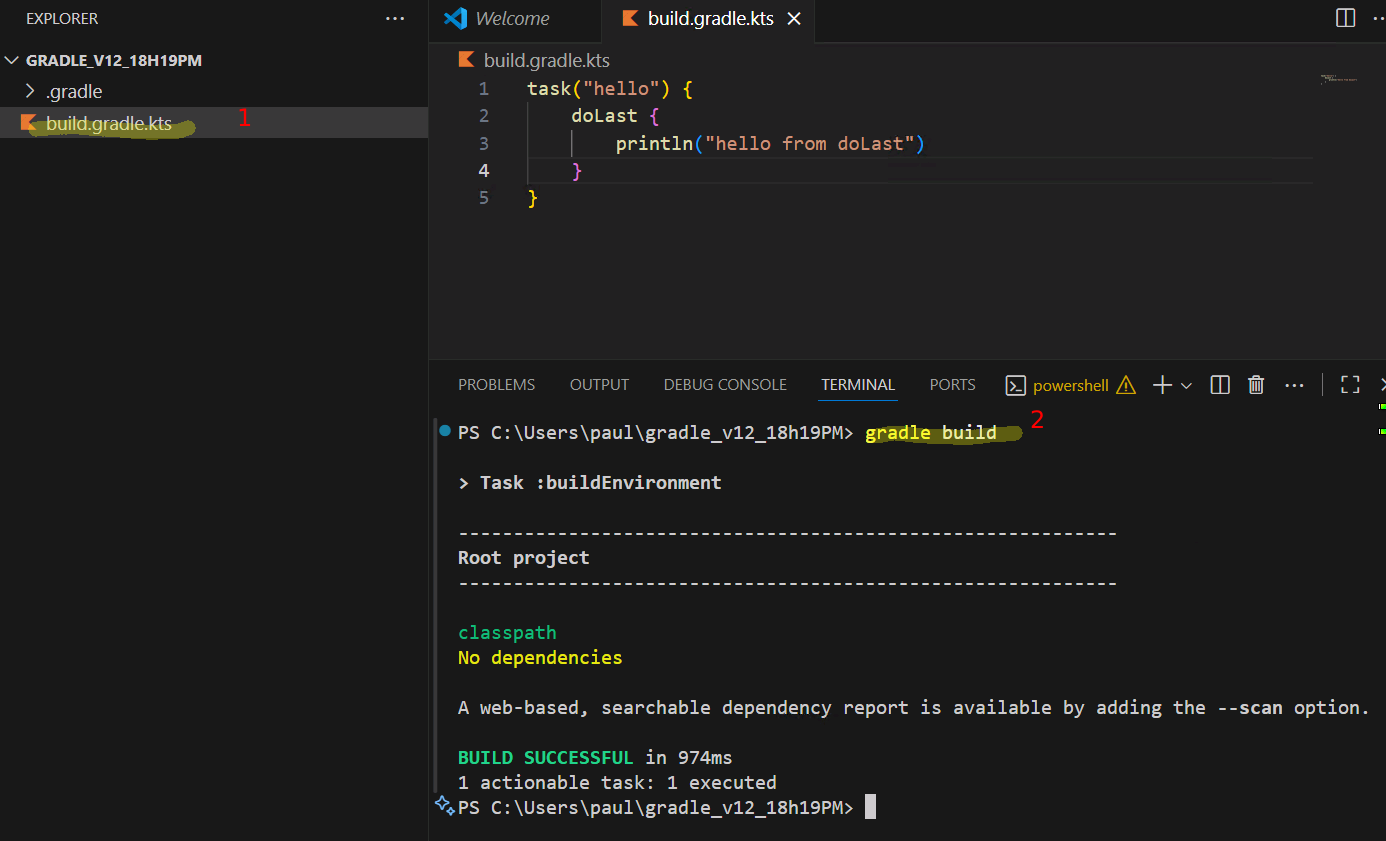 EXPLORER
GRADLE_V12_18H19PM
.gradle
build.gradle.kts
1
Welcome
build.gradle.kts
build.gradle.kts
1 task("hello") {
2 doLast {
3 println("hello from doLast")
4 }
5 }
PROBLEMS OUTPUT DEBUG CONSOLE TERMINAL PORTS powershell
PS C:\Users\paul\gradle_v12_18h19PM> gradle build 2
> Task :buildEnvironment
------------------------------------------------------------
Root project
------------------------------------------------------------
classpath
No dependencies
A web-based, searchable dependency report is available by adding the --scan option.
BUILD SUCCESSFUL in 974ms
1 actionable task: 1 executed
PS C:\Users\paul\gradle_v12_18h19PM>